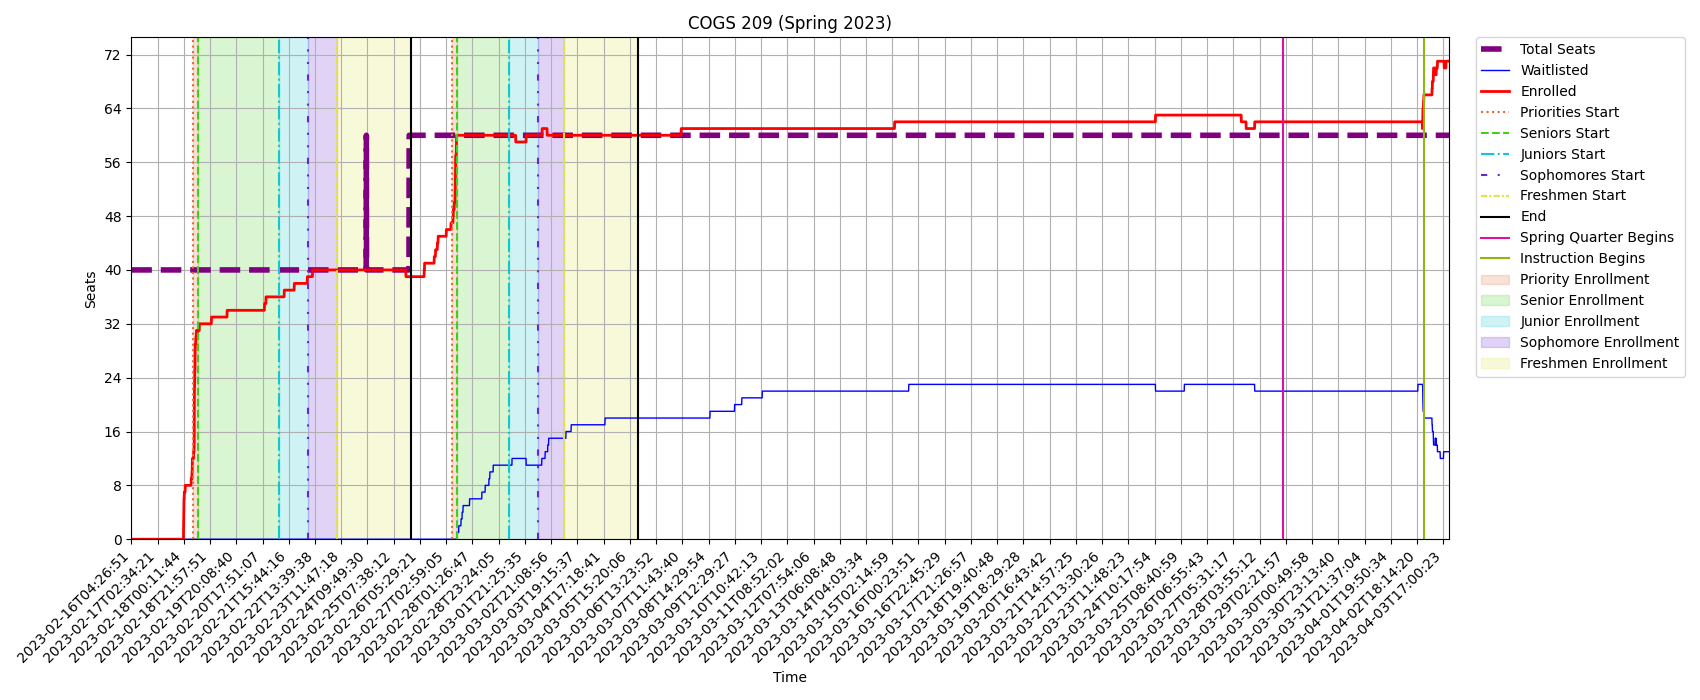 COGS 209 (Spring 2023)
72
64
56
48
40
32
24
16
8
0
Seats
2023-02-16T04:26:51
2023-02-17T02:34:21
2023-02-18T00:11:44
2023-02-18T21:57:51
2023-02-19T20:08:40
2023-02-20T17:51:07
2023-02-21T15:44:16
2023-02-22T13:39:38
2023-02-23T11:47:18
2023-02-24T09:49:30
2023-02-25T07:38:12
2023-02-26T05:29:21
2023-02-27T03:59:05
2023-02-28T01:26:47
2023-02-28T23:24:05
2023-03-01T21:25:35
2023-03-02T21:08:56
2023-03-03T19:15:37
2023-03-04T17:18:41
2023-03-05T15:20:06
2023-03-06T13:23:52
2023-03-07T11:43:40
2023-03-08T14:29:54
2023-03-09T12:29:27
2023-03-10T10:42:13
2023-03-11T08:52:02
2023-03-12T07:54:06
2023-03-13T06:08:48
2023-03-14T04:03:34
2023-03-15T02:14:59
2023-03-16T00:23:51
2023-03-16T22:45:29
2023-03-17T21:26:57
2023-03-18T19:40:48
2023-03-19T18:29:28
2023-03-20T16:43:42
2023-03-21T14:57:25
2023-03-22T13:30:26
2023-03-23T11:48:23
2023-03-24T10:17:54
2023-03-25T08:40:59
2023-03-26T06:55:43
2023-03-27T05:31:17
2023-03-28T03:55:12
2023-03-29T02:21:57
2023-03-30T00:49:58
2023-03-30T23:13:40
2023-03-31T21:37:04
2023-04-01T19:50:34
2023-04-02T18:14:20
2023-04-03T17:00:23
Time
Total Seats
Waitlisted
Enrolled
Priorities Start
Seniors Start
Juniors Start
Sophomores Start
Freshmen Start
End
Spring Quarter Begins
Instruction Begins
Priority Enrollment
Senior Enrollment
Junior Enrollment
Sophomore Enrollment
Freshmen Enrollment